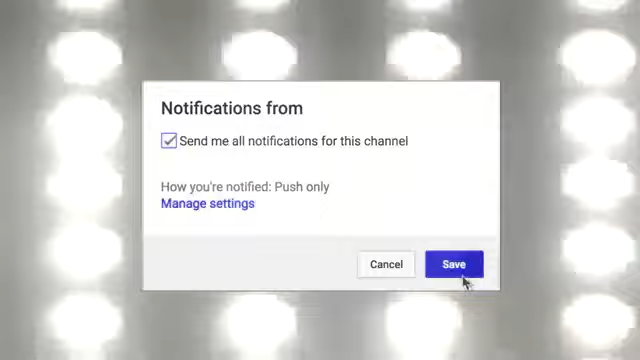 Notifications from
Send me all notifications for this channel
How you're notified: Push only
Manage settings
Cancel
Save